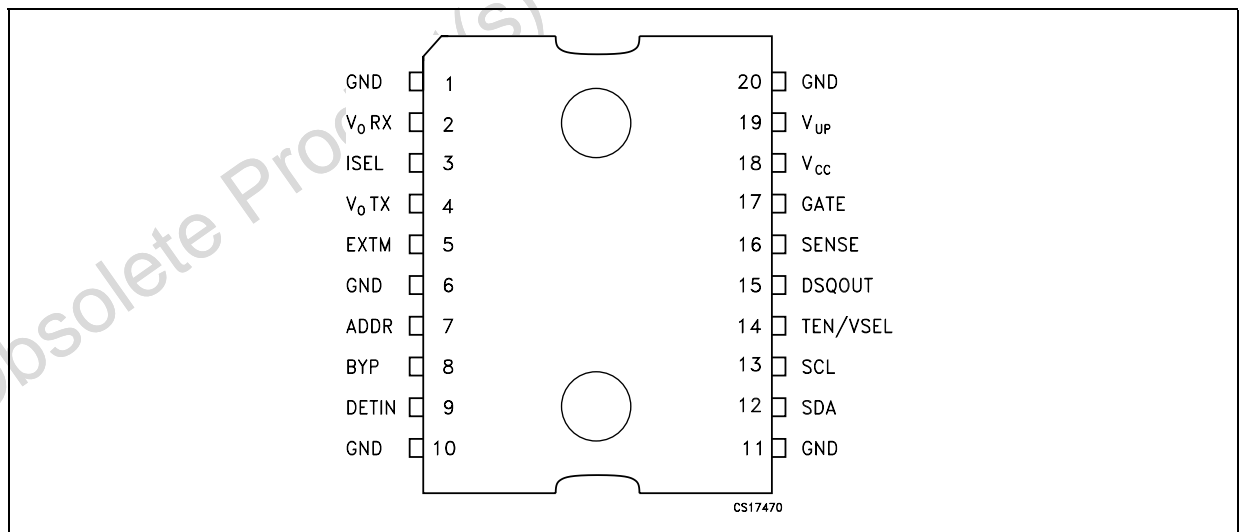 GND 1 20 GND
V₀ RX 2 19 V_UP
ISEL 3 18 V_CC
V₀ TX 4 17 GATE
EXTM 5 16 SENSE
GND 6 15 DSQOUT
ADDR 7 14 TEN/VSEL
BYP 8 13 SCL
DETIN 9 12 SDA
GND 10 11 GND
CS17470